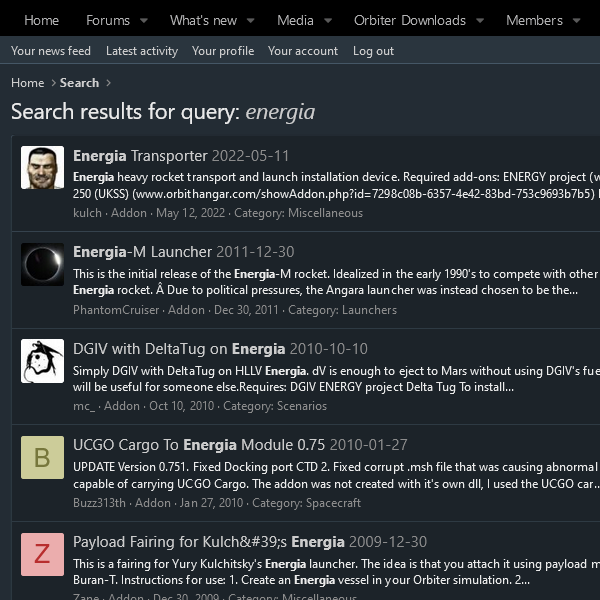 Home Forums What's new Media Orbiter Downloads Members
Your news feed Latest activity Your profile Your account Log out
Home Search
Search results for query: energia
Energia Transporter 2022-05-11
Energia heavy rocket transport and launch installation device. Required add-ons: ENERGY project (w
250 (UKSS) (www.orbithangar.com/showAddon.php?id=7298c08b-6357-4e42-83bd-753c9693b7b5)
kulch · Addon · May 12, 2022 · Category: Miscellaneous
Energia-M Launcher 2011-12-30
This is the initial release of the Energia-M rocket. Idealized in the early 1990's to compete with other
Energia rocket. Â Due to political pressures, the Angara launcher was instead chosen to be the...
PhantomCruiser · Addon · Dec 30, 2011 · Category: Launchers
DGIV with DeltaTug on Energia 2010-10-10
Simply DGIV with DeltaTug on HLLV Energia. dV is enough to eject to Mars without using DGIV's fue
will be useful for someone else.Requires: DGIV ENERGY project Delta Tug To install...
mc_ · Addon · Oct 10, 2010 · Category: Scenarios
B
UCGO Cargo To Energia Module 0.75 2010-01-27
UPDATE Version 0.751. Fixed Docking port CTD 2. Fixed corrupt .msh file that was causing abnormal
capable of carrying UCGO Cargo. The addon was not created with it's own dll, I used the UCGO car..
Buzz313th · Addon · Jan 27, 2010 · Category: Spacecraft
Z
Payload Fairing for Kulch&#39;s Energia 2009-12-30
This is a fairing for Yury Kulchitsky's Energia launcher. The idea is that you attach it using payload m
Buran-T. Instructions for use: 1. Create an Energia vessel in your Orbiter simulation. 2...
Zane · Addon · Dec 30, 2009 · Category: Miscellaneous